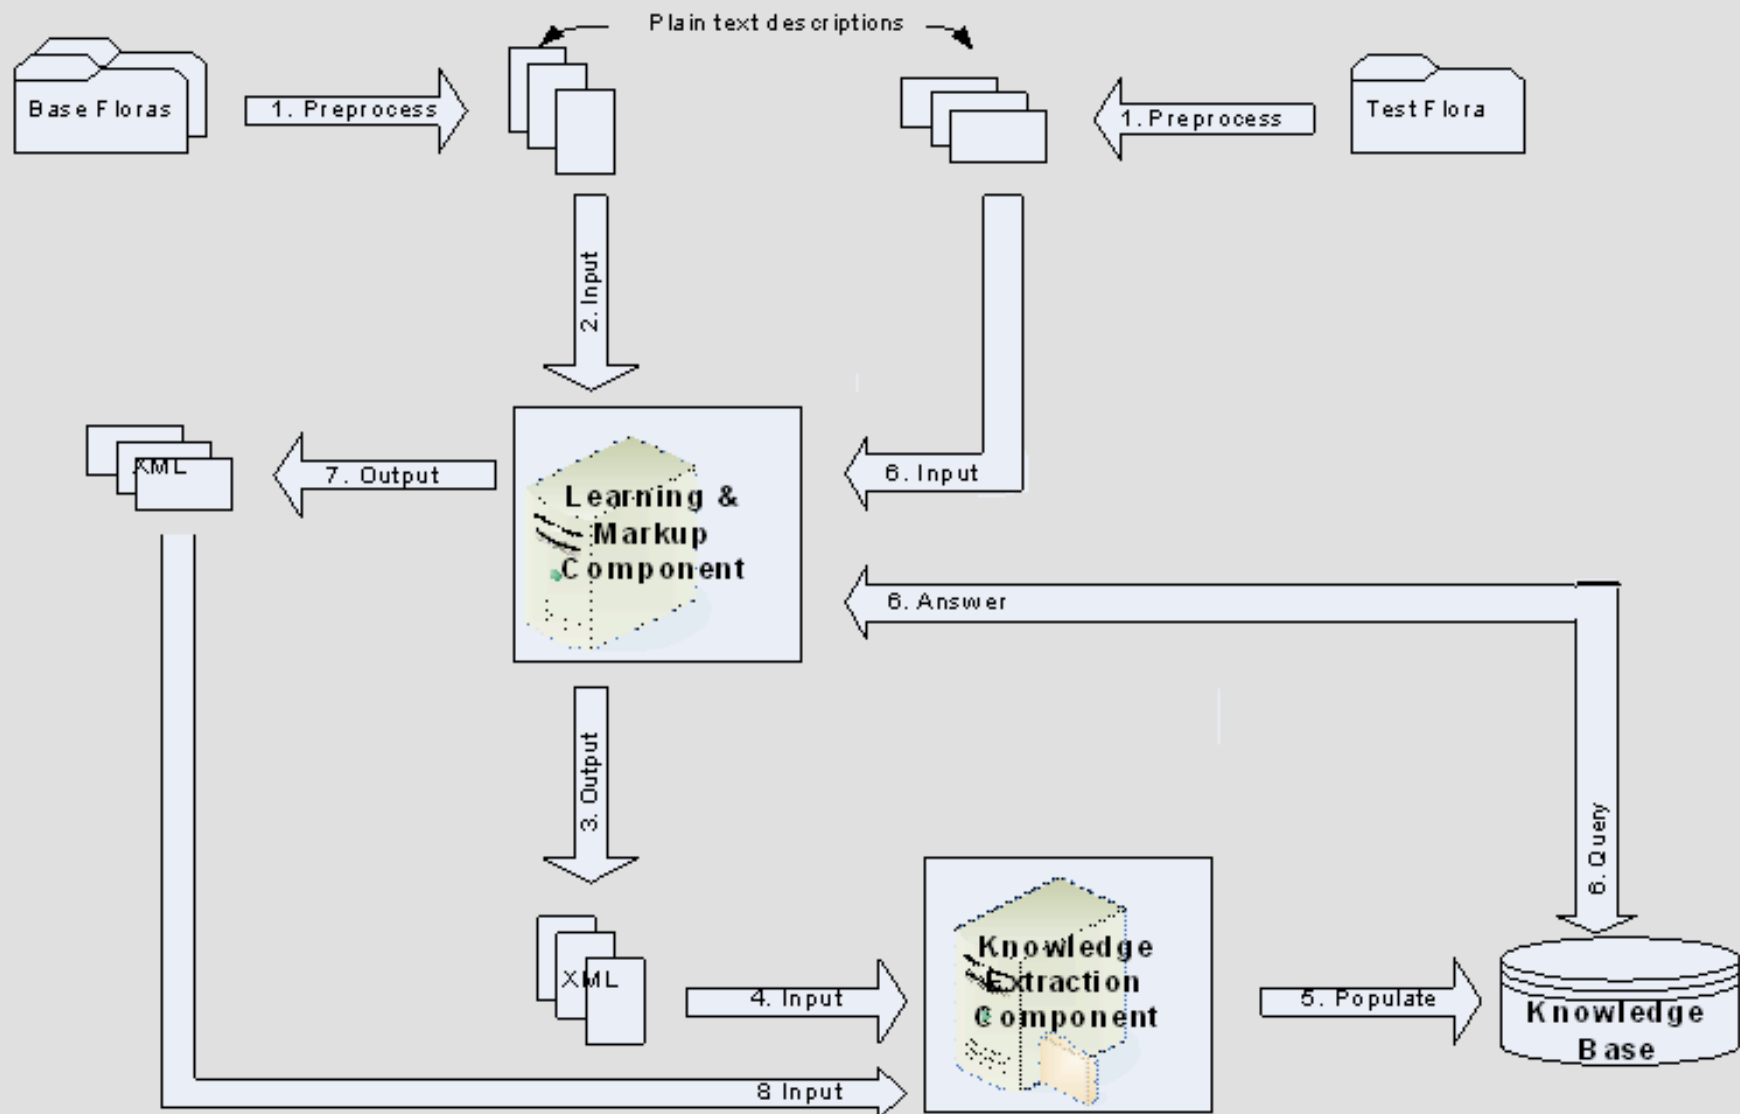 Plain text descriptions
Base Floras
1. Preprocess
1. Preprocess
Test Flora
2. Input
XML
7. Output
Learning &
Markup
Component
6. Input
6. Answer
3. Output
6. Query
XML
4. Input
Knowledge
Extraction
Component
5. Populate
Knowledge
Base
8 Input